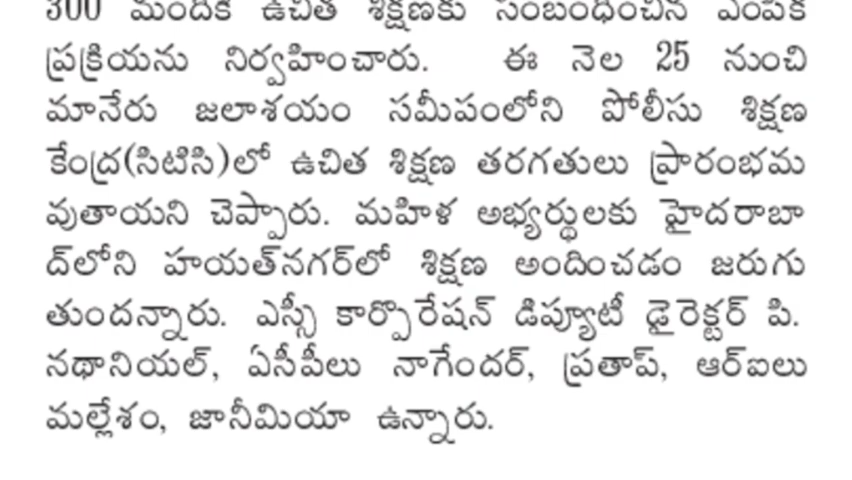 300 మందికి ఉచిత శిక్షణకు సంబంధించిన ఎంపిక
ప్రక్రియను నిర్వహించారు. ఈ నెల 25 నుంచి
మానేరు జలాశయం సమీపంలోని పోలీసు శిక్షణ
కేంద్ర(సిటిసి)లో ఉచిత శిక్షణ తరగతులు ప్రారంభమ
వుతాయని చెప్పారు. మహిళ అభ్యర్థులకు హైదరాబా
ద్‌లోని హయత్‌నగర్‌లో శిక్షణ అందించడం జరుగు
తుందన్నారు. ఎస్సీ కార్పొరేషన్ డిప్యూటీ డైరెక్టర్ పి.
నథానియల్, ఏసీపీలు నాగేందర్, ప్రతాప్, ఆర్ఐలు
మల్లేశం, జానీమియా ఉన్నారు.